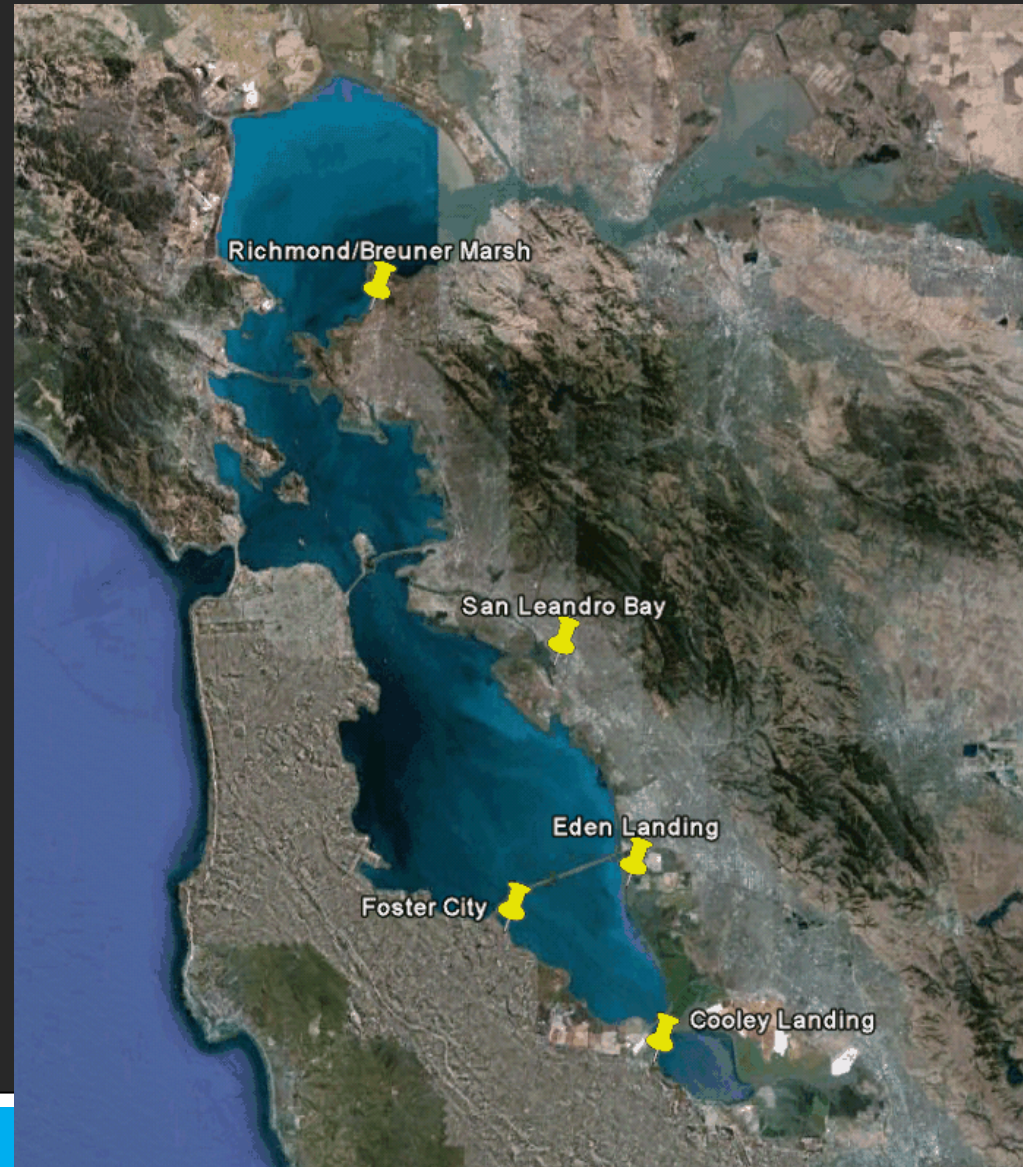 Richmond/Breuner Marsh
San Leandro Bay
Eden Landing
Foster City
Cooley Landing